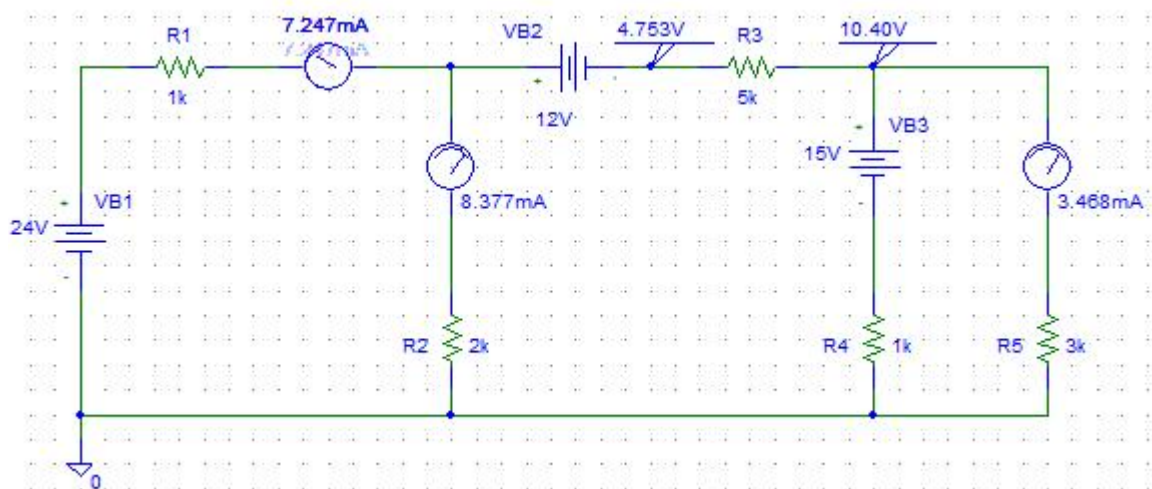 7.247mA
R1
1k
VB2
12V
4.753V
R3
5k
10.40V
VB3
15V
VB1
24V
8.377mA
3.468mA
R2
2k
R4
1k
R5
3k
0